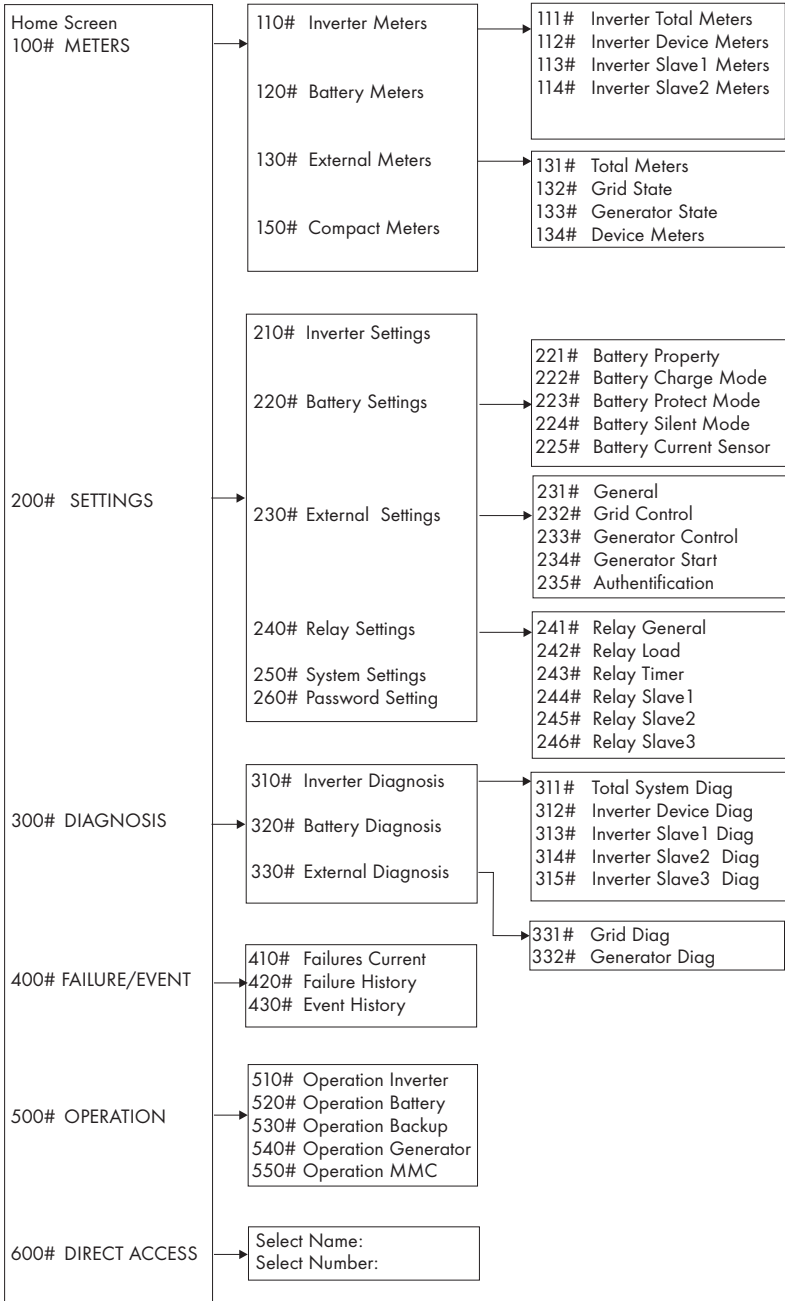 Home Screen
100# METERS
110# Inverter Meters
120# Battery Meters
130# External Meters
150# Compact Meters
111# Inverter Total Meters
112# Inverter Device Meters
113# Inverter Slave1 Meters
114# Inverter Slave2 Meters
131# Total Meters
132# Grid State
133# Generator State
134# Device Meters
200# SETTINGS
210# Inverter Settings
220# Battery Settings
230# External Settings
240# Relay Settings
250# System Settings
260# Password Setting
221# Battery Property
222# Battery Charge Mode
223# Battery Protect Mode
224# Battery Silent Mode
225# Battery Current Sensor
231# General
232# Grid Control
233# Generator Control
234# Generator Start
235# Authentification
241# Relay General
242# Relay Load
243# Relay Timer
244# Relay Slave1
245# Relay Slave2
246# Relay Slave3
300# DIAGNOSIS
310# Inverter Diagnosis
320# Battery Diagnosis
330# External Diagnosis
311# Total System Diag
312# Inverter Device Diag
313# Inverter Slave1 Diag
314# Inverter Slave2 Diag
315# Inverter Slave3 Diag
331# Grid Diag
332# Generator Diag
400# FAILURE/EVENT
410# Failures Current
420# Failure History
430# Event History
500# OPERATION
510# Operation Inverter
520# Operation Battery
530# Operation Backup
540# Operation Generator
550# Operation MMC
600# DIRECT ACCESS
Select Name:
Select Number: